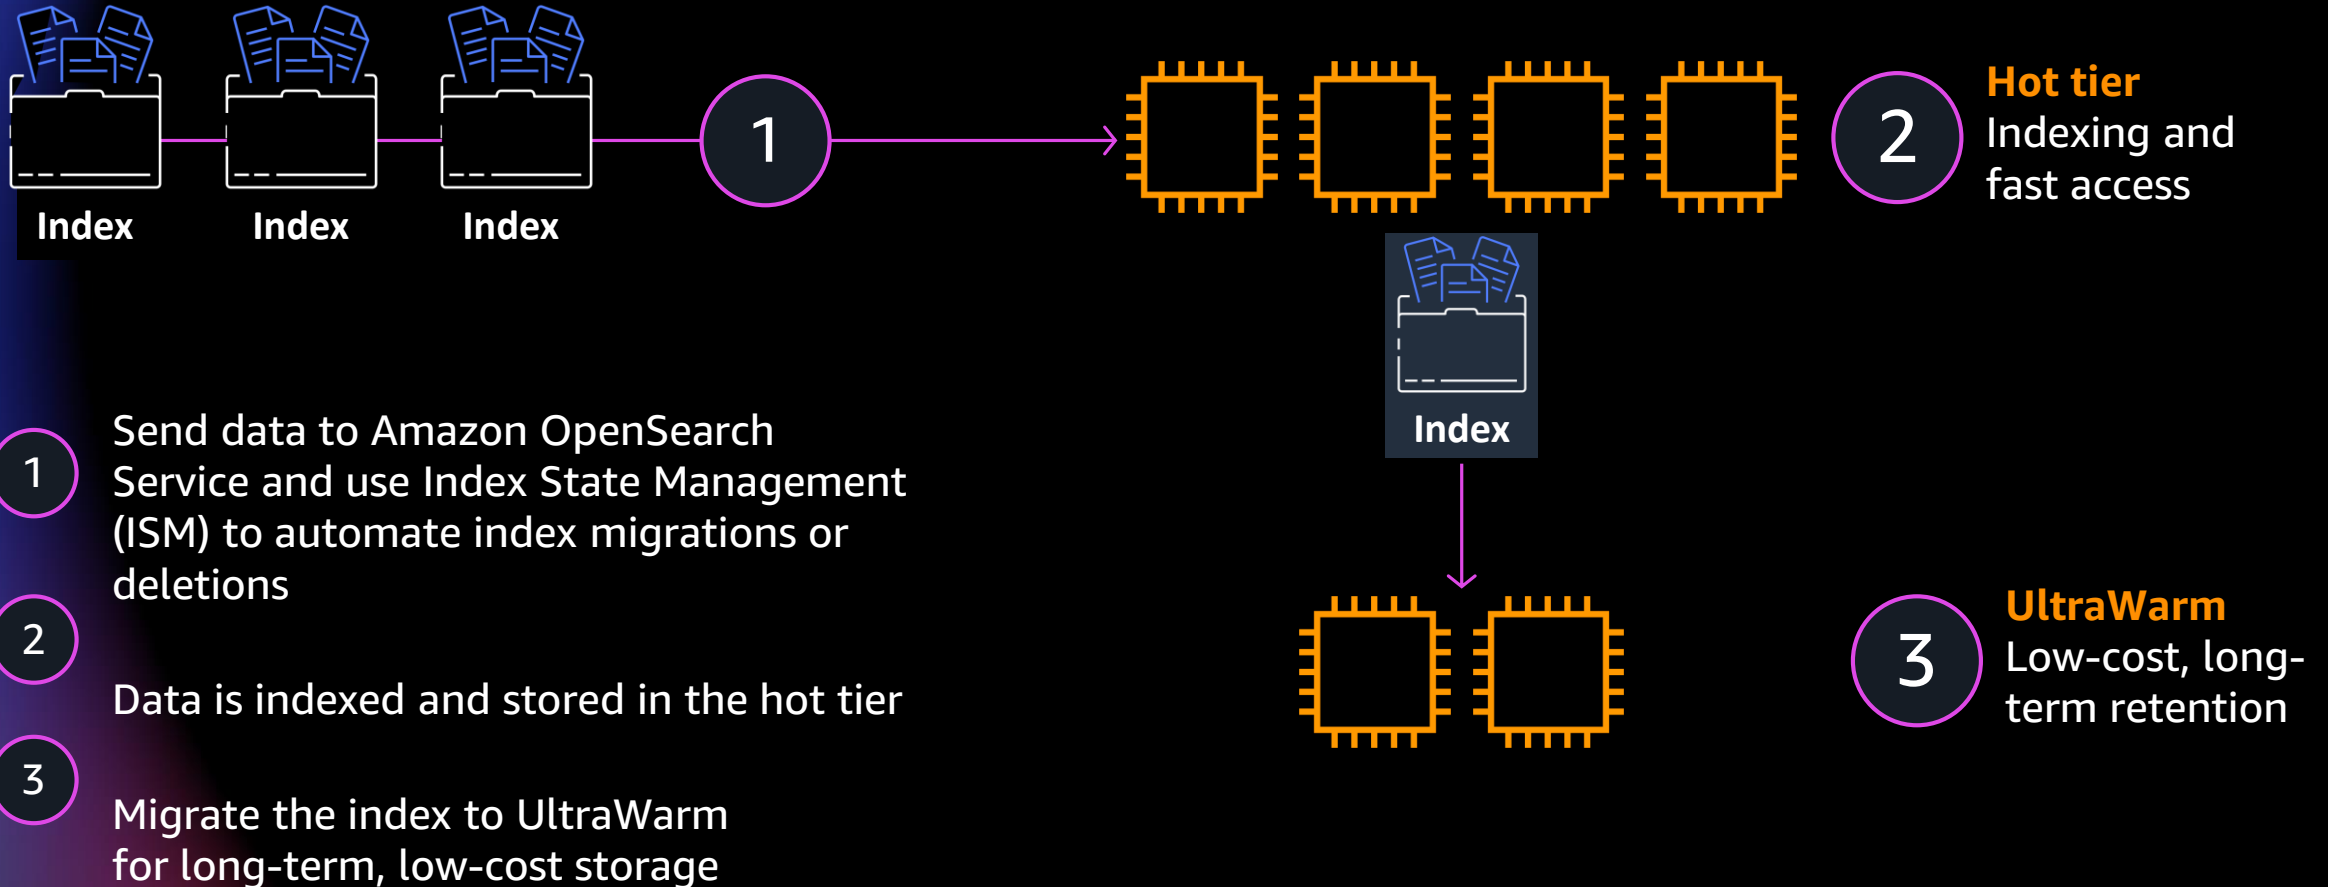 Index
Index
Index
1
2
Hot tier
Indexing and
fast access
Index
1
Send data to Amazon OpenSearch
Service and use Index State Management
(ISM) to automate index migrations or
deletions
2
Data is indexed and stored in the hot tier
3
Migrate the index to UltraWarm
for long-term, low-cost storage
3
UltraWarm
Low-cost, long-
term retention